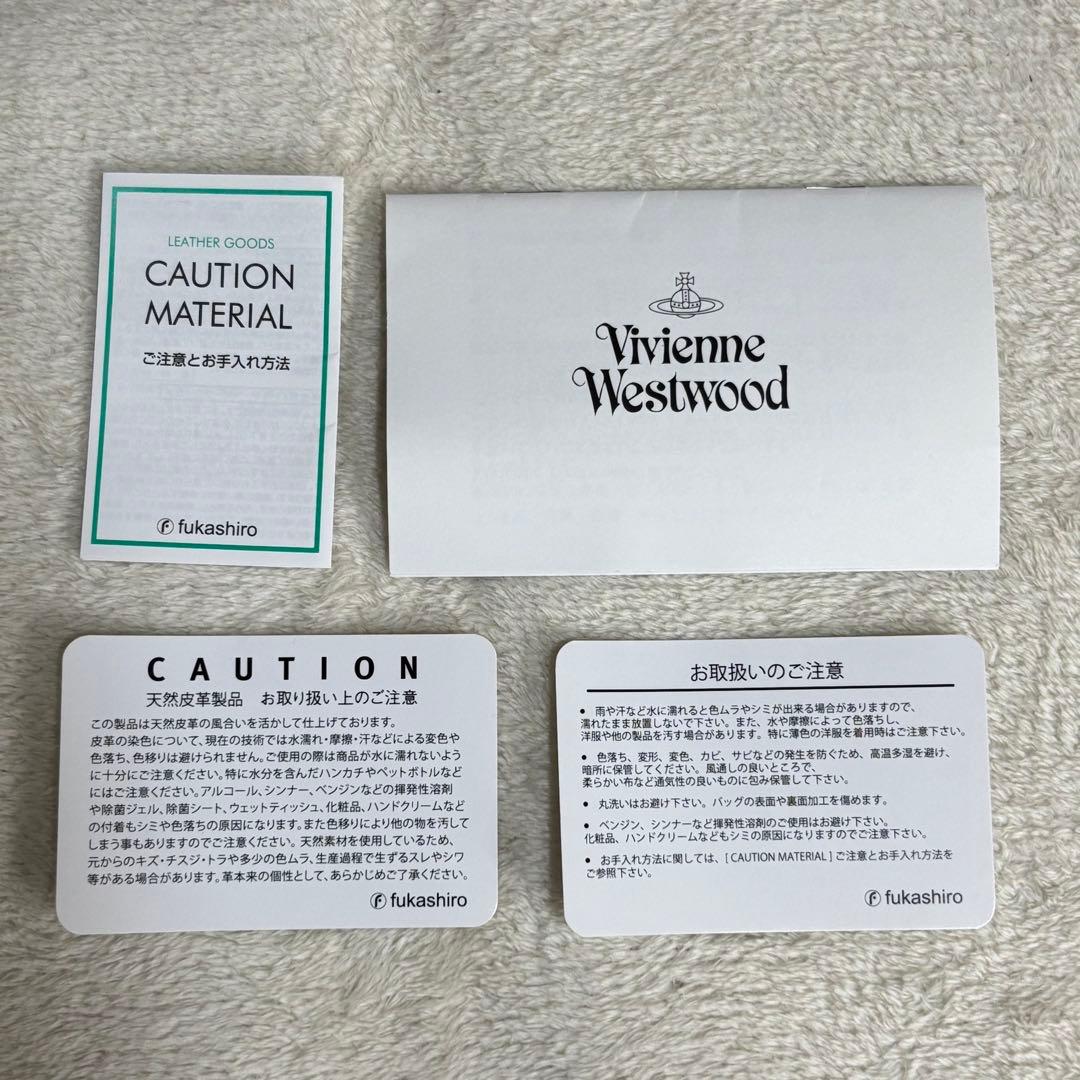 LEATHER GOODS
CAUTION
MATERIAL
ご注意とお手入れ方法
fukashiro
Vivienne
Westwood
CAUTION
天然皮革製品 お取り扱い上のご注意
この製品は天然皮革の風合いを活かして仕上げております。
皮革の染色について、現在の技術では水濡れ・摩擦・汗などによる変色や
色落ち、色移りは避けられません。ご使用の際は商品が水に濡れないよう
に十分にご注意ください。特に水分を含んだハンカチやペットボトルなど
にはご注意ください。アルコール、シンナー、ベンジンなどの揮発性溶剤
や除菌ジェル、除菌シート、ウェットティッシュ、化粧品、ハンドクリームなど
の付着もシミや色落ちの原因になります。また色移りにより他の物を汚して
しまう事もありますのでご注意ください。天然素材を使用しているため、
元からのキズ・チスジ・トラや多少の色ムラ、生産過程で生ずるスレやシワ
等がある場合があります。革本来の個性として、あらかじめご了承ください。
fukashiro
お取扱いのご注意
● 雨や汗など水に濡れると色ムラやシミが出来る場合がありますので、
濡れたまま放置しないで下さい。また、水や摩擦によって色落ちし、
洋服や他の製品を汚す場合があります。特に薄色の洋服を着用時はご注意下さい。
● 色落ち、変形、変色、カビ、サビなどの発生を防ぐため、高温多湿を避け、
暗所に保管してください。風通しの良いところで、
柔らかい布など通気性の良いものに包み保管して下さい。
● 丸洗いはお避け下さい。バッグの表面や裏面加工を傷めます。
● ベンジン、シンナーなど揮発性溶剤のご使用はお避け下さい。
化粧品、ハンドクリームなどもシミの原因になりますのでご注意下さい。
● お手入れ方法に関しては、[ CAUTION MATERIAL ] ご注意とお手入れ方法を
ご参照下さい。
fukashiro